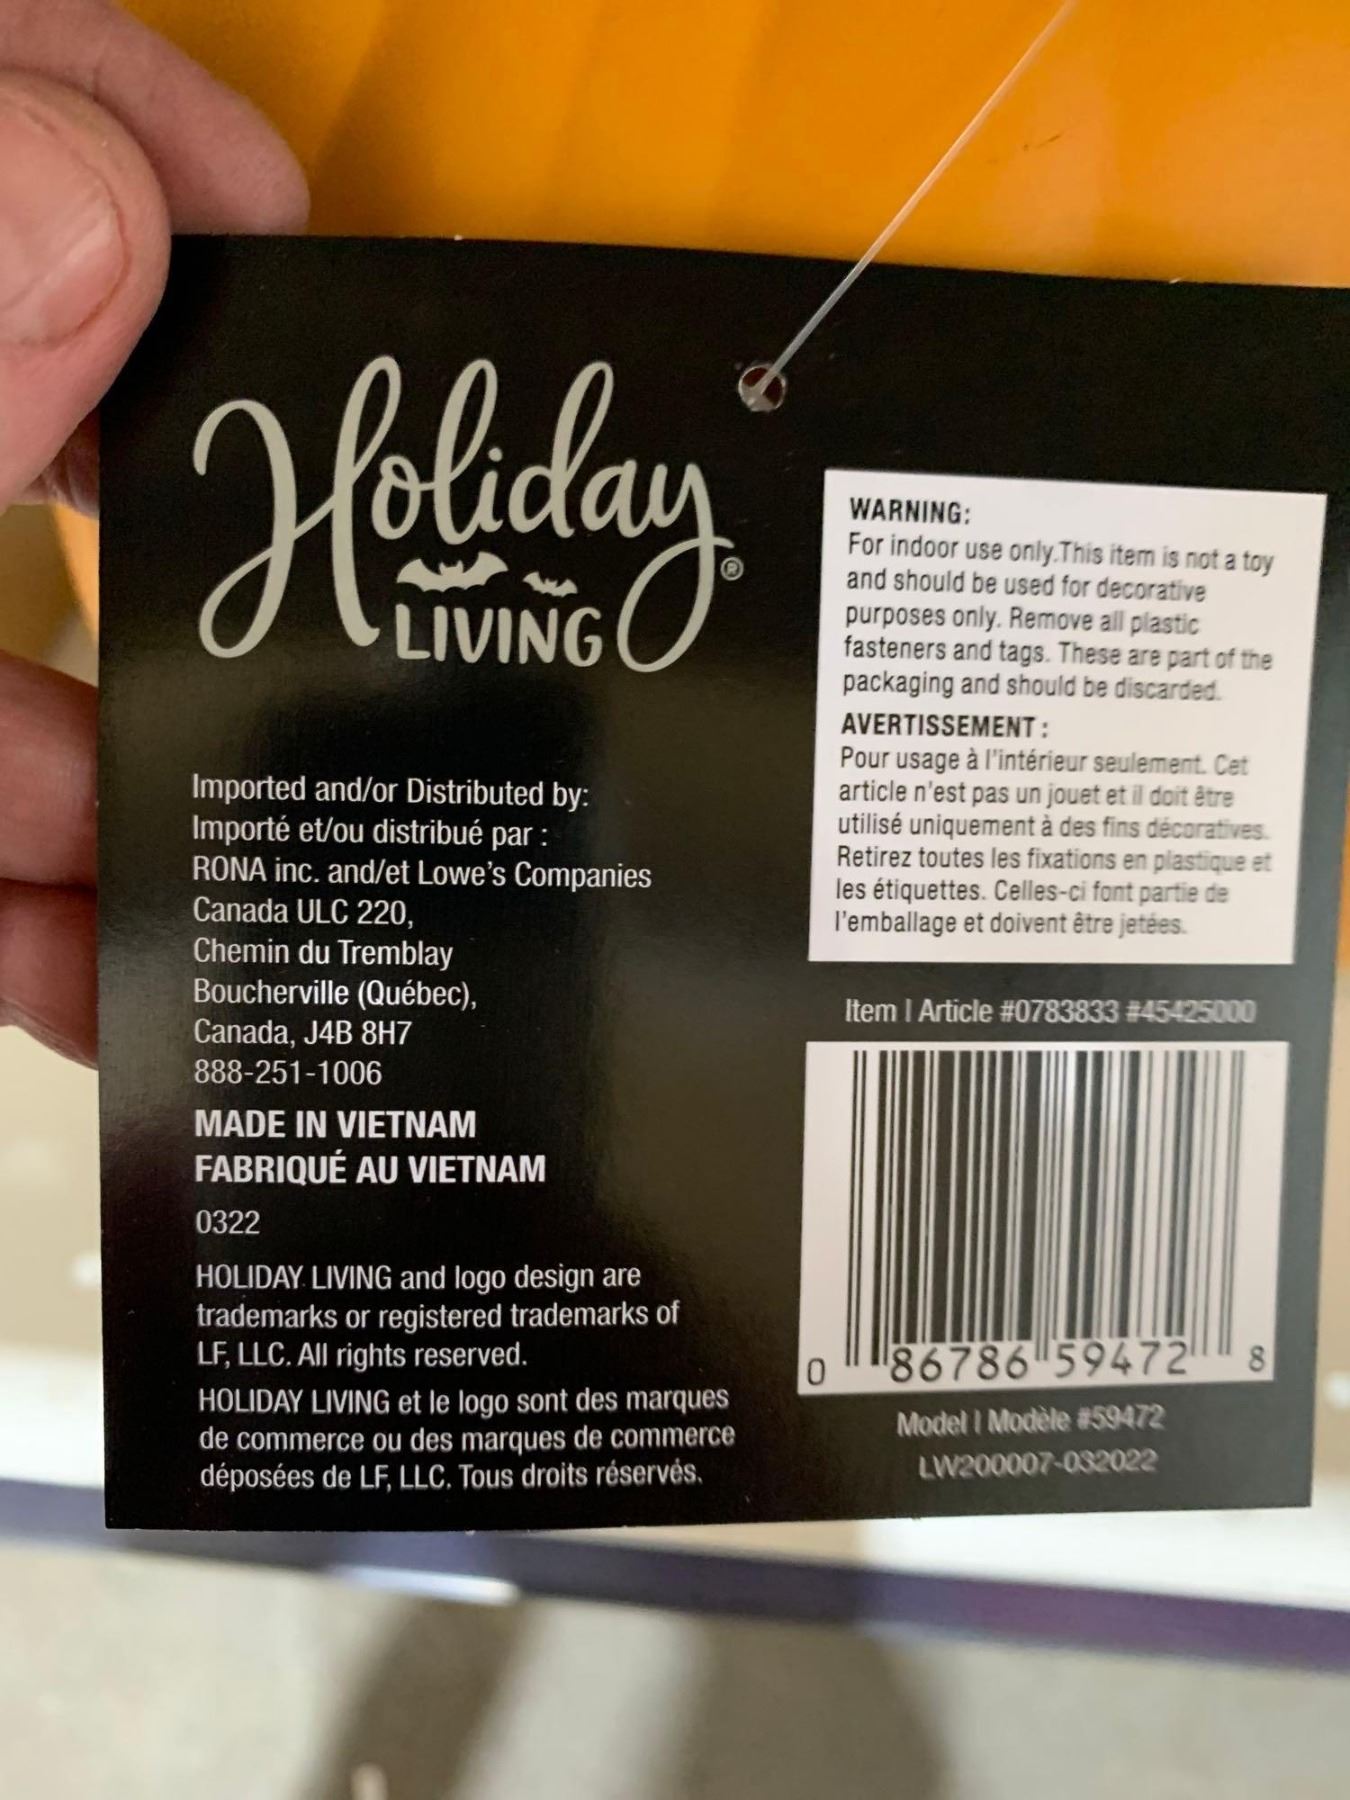 Holiday
LIVING®
Imported and/or Distributed by:
Importé et/ou distribué par :
RONA inc. and/et Lowe's Companies
Canada ULC 220,
Chemin du Tremblay
Boucherville (Québec),
Canada, J4B 8H7
888-251-1006
MADE IN VIETNAM
FABRIQUÉ AU VIETNAM
0322
HOLIDAY LIVING and logo design are
trademarks or registered trademarks of
LF, LLC. All rights reserved.
HOLIDAY LIVING et le logo sont des marques
de commerce ou des marques de commerce
déposées de LF, LLC. Tous droits réservés.
WARNING:
For indoor use only.This item is not a toy
and should be used for decorative
purposes only. Remove all plastic
fasteners and tags. These are part of the
packaging and should be discarded.
AVERTISSEMENT :
Pour usage à l'intérieur seulement. Cet
article n'est pas un jouet et il doit être
utilisé uniquement à des fins décoratives.
Retirez toutes les fixations en plastique et
les étiquettes. Celles-ci font partie de
l'emballage et doivent être jetées.
Item | Article #0783833 #45425000
0 86786 59472 8
Model | Modèle #59472
LW200007-032022